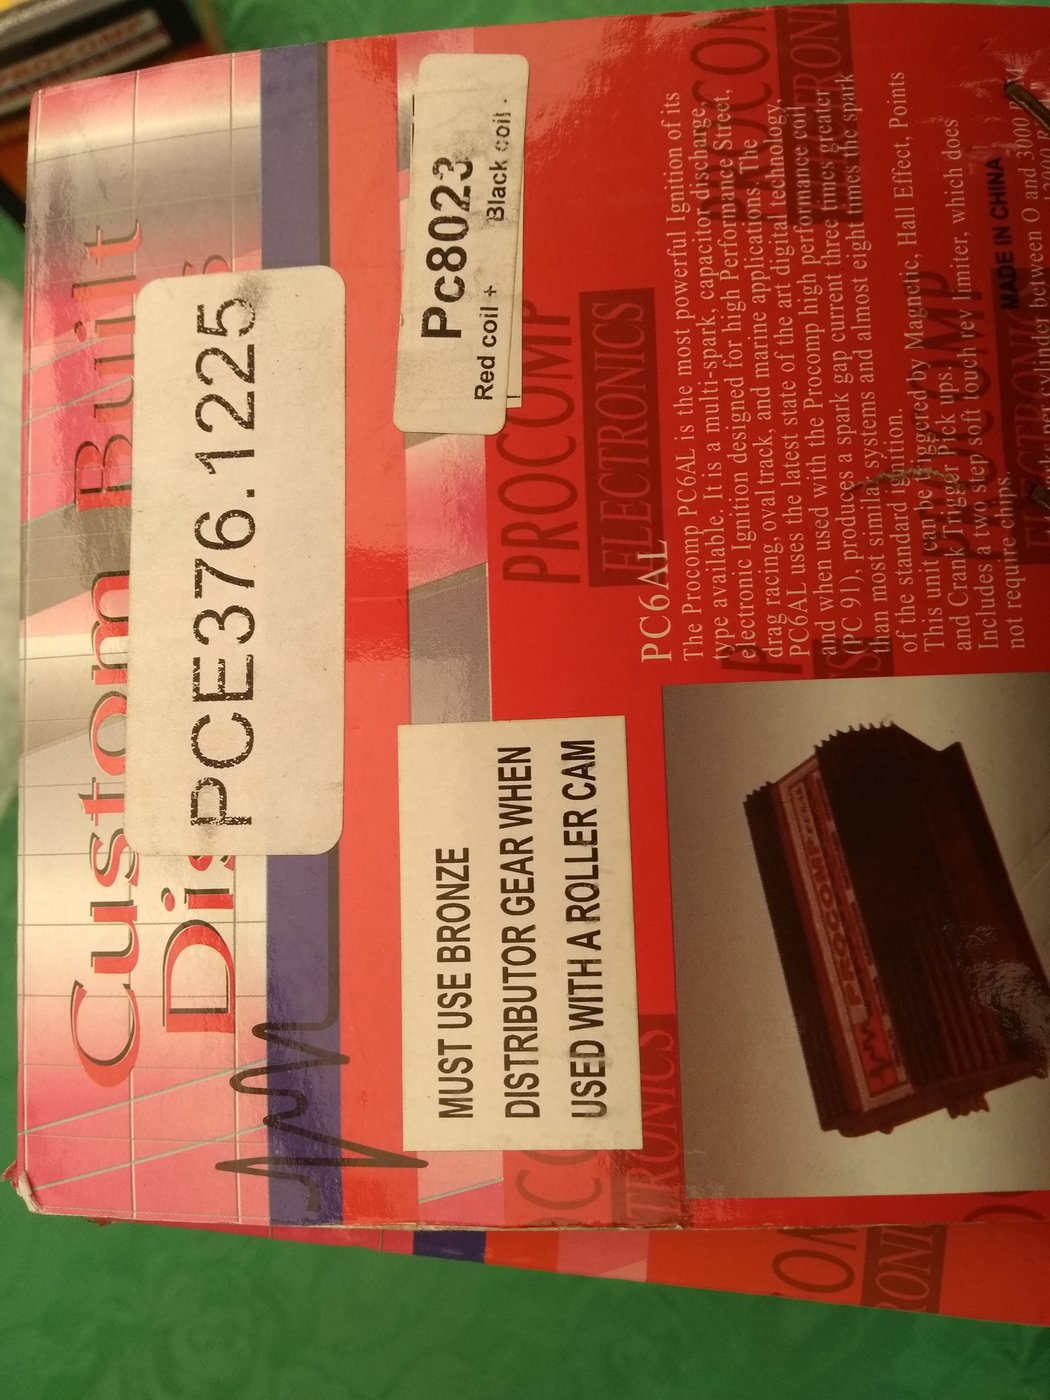 Custom Built
Dis
PCE376.1225
Pc8023
Red coil + Black coil -
MUST USE BRONZE
DISTRIBUTOR GEAR WHEN
USED WITH A ROLLER CAM
PROCOMP
ELECTRONICS
PC6AL
The Procomp PC6AL is the most powerful Ignition of its
type available. It is a multi-spark, capacitor discharge,
electronic Ignition designed for high Performance Street,
drag racing, oval track, and marine applications. The
PC6AL uses the latest state of the art digital technology,
and when used with the Procomp high performance coil
(PC 91), produces a spark gap current three times greater
than most similar systems and almost eight times the spark
of the standard ignition.
This unit can be triggered by Magnetic, Hall Effect, Points
and Crank Trigger pick ups.
Includes a two step soft touch rev limiter, which does
not require chips.
MADE IN CHINA
per cylinder between O and 3000
PROCOMP